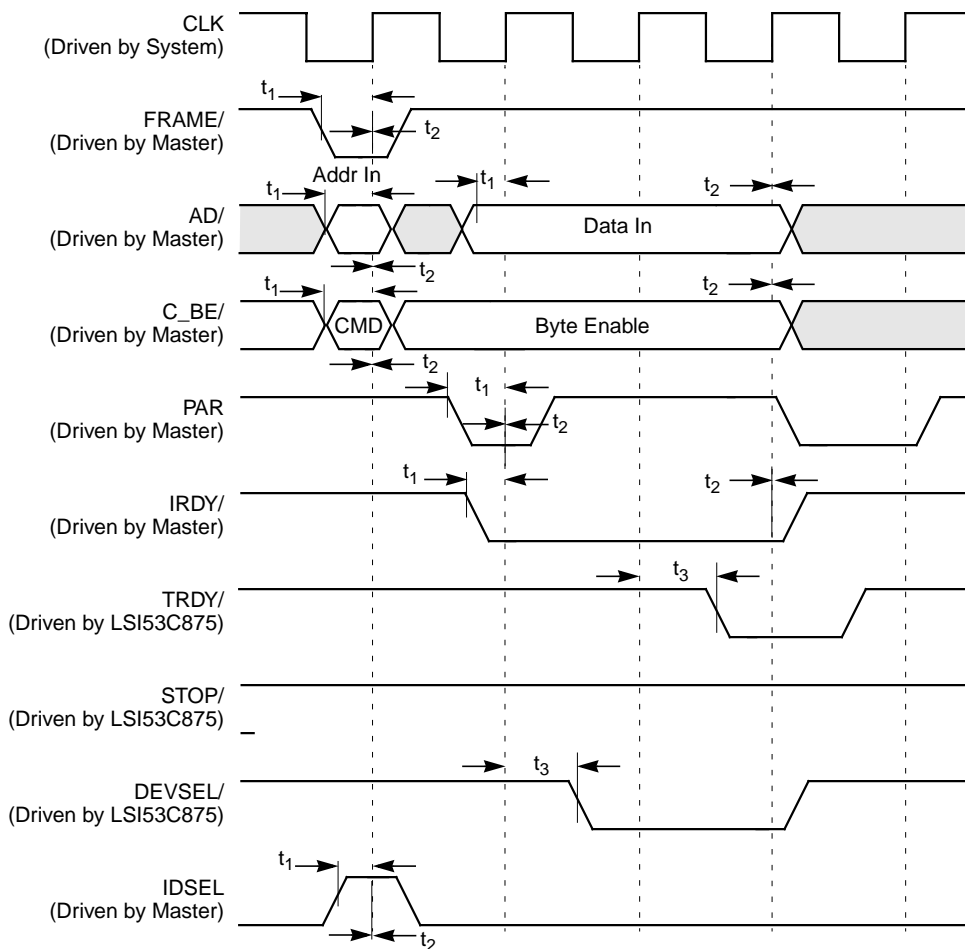 CLK
(Driven by System)
t1
FRAME/
(Driven by Master)
t2
Addr In
t1
t1
t2
AD/
(Driven by Master)
Data In
t2
t1
t2
C_BE/
(Driven by Master)
CMD
Byte Enable
t2
t1
PAR
(Driven by Master)
t2
t1
t2
IRDY/
(Driven by Master)
t3
TRDY/
(Driven by LSI53C875)
STOP/
(Driven by LSI53C875)
t3
DEVSEL/
(Driven by LSI53C875)
t1
IDSEL
(Driven by Master)
t2